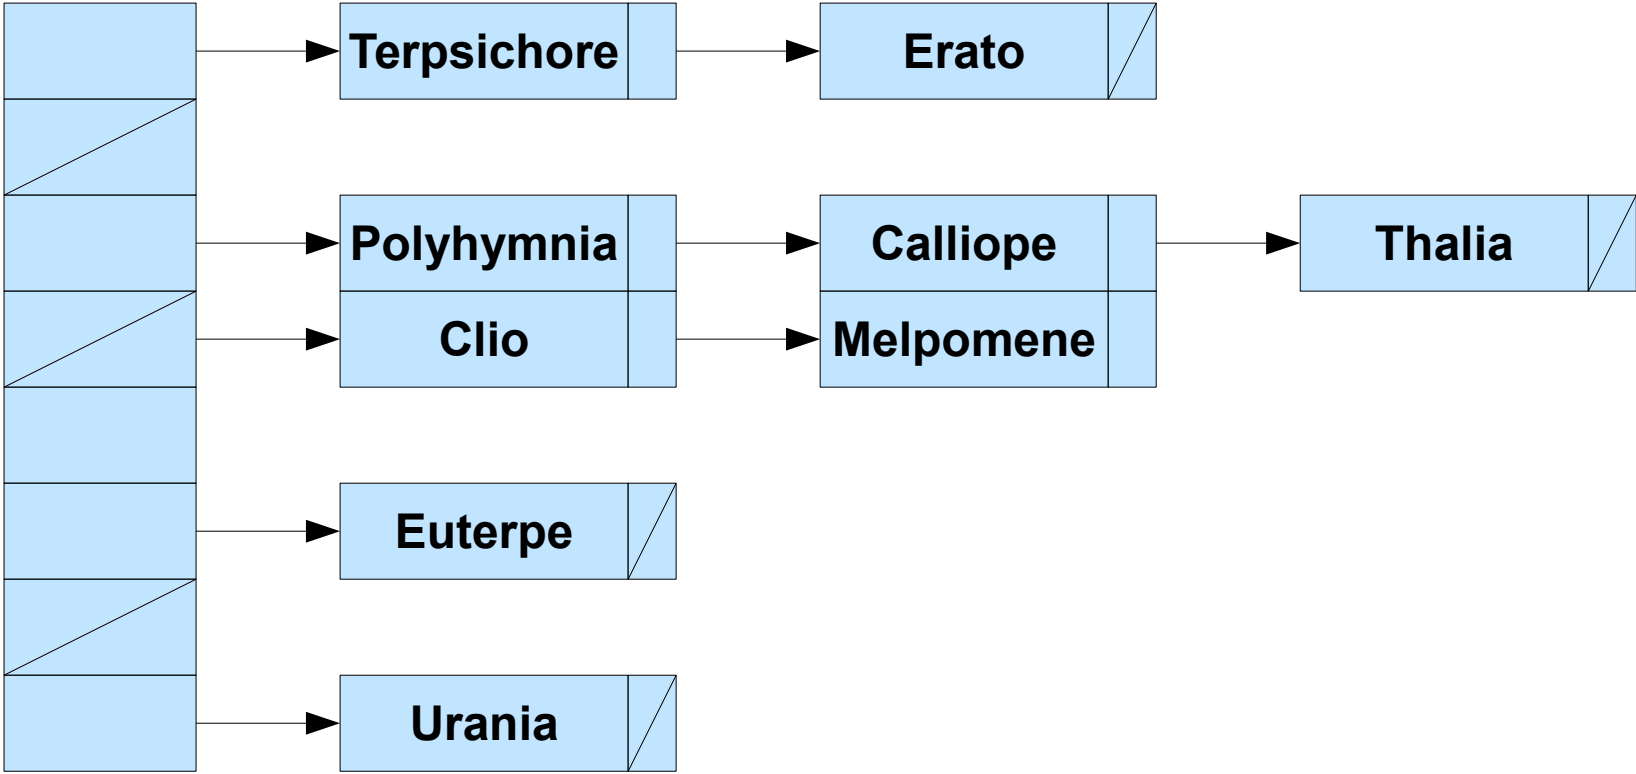 Terpsichore Erato
Polyhymnia Calliope Thalia
Clio Melpomene
Euterpe
Urania